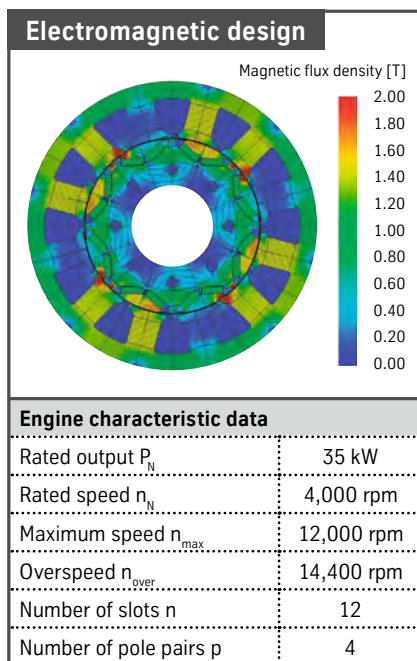 Electromagnetic design
Magnetic flux density [T]
2.00
1.80
1.60
1.40
1.20
1.00
0.80
0.60
0.40
0.20
0.00
Engine characteristic data
Rated output P_N 35 kW
Rated speed n_N 4,000 rpm
Maximum speed n_max 12,000 rpm
Overspeed n_over 14,400 rpm
Number of slots n 12
Number of pole pairs p 4